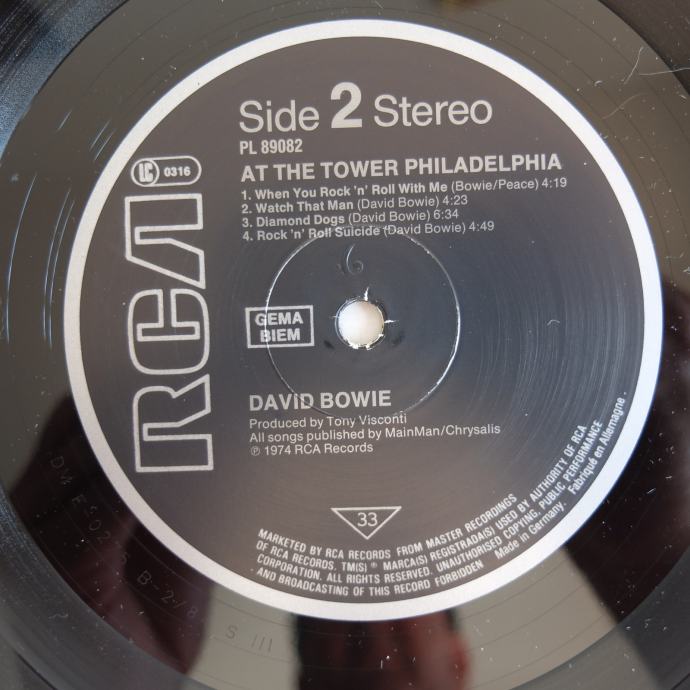 Side 2 Stereo
PL 89082
LC 0316
AT THE TOWER PHILADELPHIA
1. When You Rock 'n' Roll With Me (Bowie/Peace) 4:19
2. Watch That Man (David Bowie) 4:23
3. Diamond Dogs (David Bowie) 6:34
4. Rock 'n' Roll Suicide (David Bowie) 4:49
6
RCA
GEMA
BIEM
DAVID BOWIE
Produced by Tony Visconti
All songs published by MainMan/Chrysalis
℗ 1974 RCA Records
33
MARKETED BY RCA RECORDS FROM MASTER RECORDINGS
OF RCA RECORDS. TM(S) ® MARCA(S) REGISTRADA(S) USED BY AUTHORITY OF RCA
CORPORATION. ALL RIGHTS RESERVED. UNAUTHORISED COPYING, PUBLIC PERFORMANCE
AND BROADCASTING OF THIS RECORD FORBIDDEN Made in Germany. Fabriqué en Allemagne.
S III